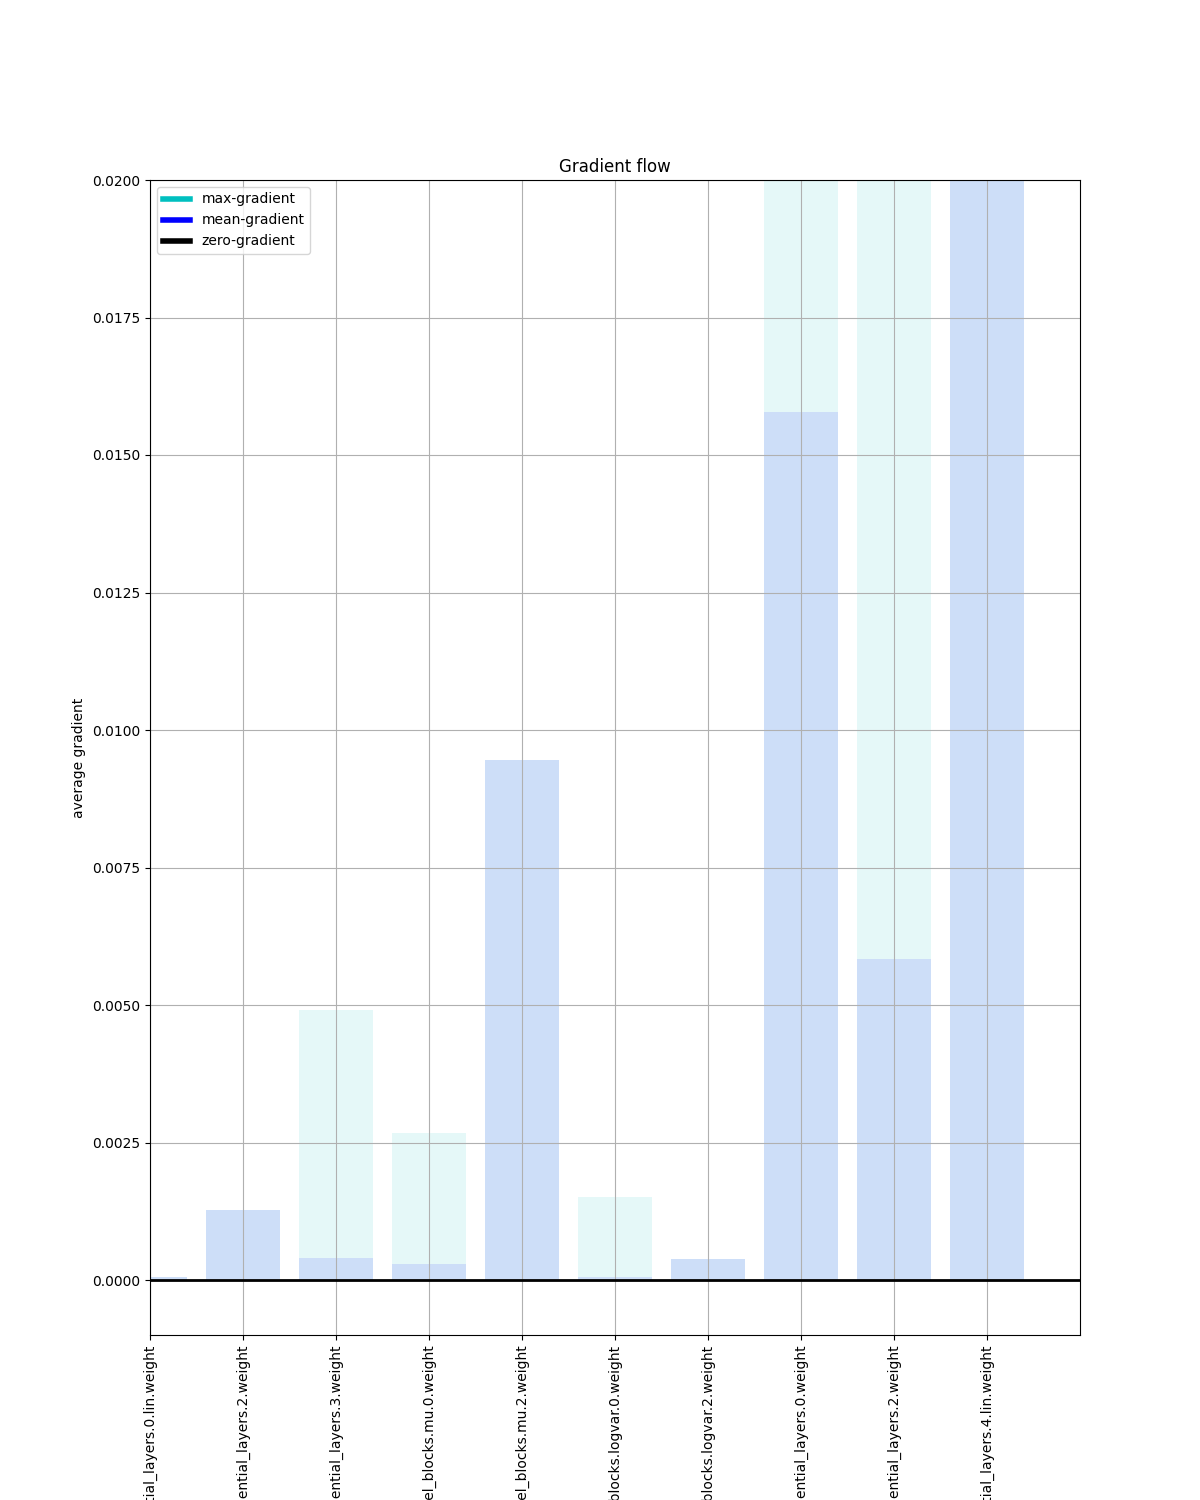 Gradient flow
max-gradient
mean-gradient
zero-gradient
0.0200
0.0175
0.0150
0.0125
0.0100
0.0075
0.0050
0.0025
0.0000
average gradient
tial_layers.0.lin.weight
ential_layers.2.weight
ential_layers.3.weight
el_blocks.mu.0.weight
el_blocks.mu.2.weight
blocks.logvar.0.weight
blocks.logvar.2.weight
ential_layers.0.weight
ential_layers.2.weight
tial_layers.4.lin.weight